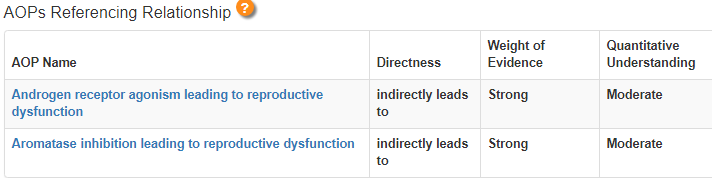 AOPs Referencing Relationship ?
AOP Name Directness Weight of Evidence Quantitative Understanding
Androgen receptor agonism leading to reproductive dysfunction indirectly leads to Strong Moderate
Aromatase inhibition leading to reproductive dysfunction indirectly leads to Strong Moderate